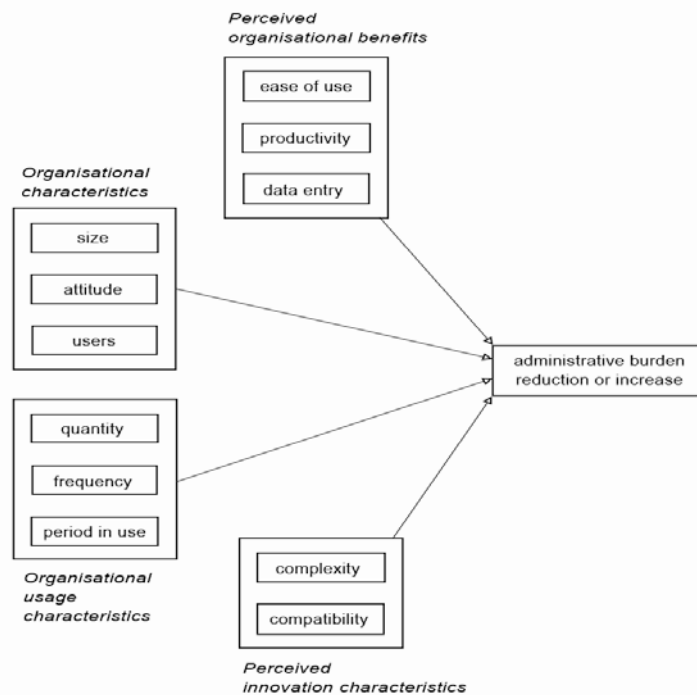 Perceived
organisational benefits
ease of use
productivity
data entry
Organisational
characteristics
size
attitude
users
administrative burden
reduction or increase
quantity
frequency
period in use
Organisational
usage
characteristics
complexity
compatibility
Perceived
innovation characteristics